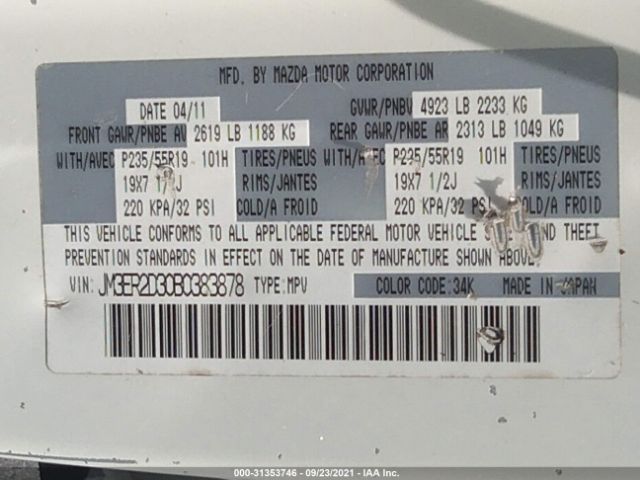 MFD. BY MAZDA MOTOR CORPORATION
DATE 04/11 GVWR/PNBV 4923 LB 2233 KG
FRONT GAWR/PNBE AV 2619 LB 1188 KG REAR GAWR/PNBE AR 2313 LB 1049 KG
WITH/AVEC P235/55R19 101H TIRES/PNEUS WITH/AVEC P235/55R19 101H TIRES/PNEUS
19X7 1/2J RIMS/JANTES 19X7 1/2J RIMS/JANTES
220 KPA/32 PSI COLD/A FROID 220 KPA/32 PSI COLD/A FROID
THIS VEHICLE CONFORMS TO ALL APPLICABLE FEDERAL MOTOR VEHICLE AND THEFT
PREVENTION STANDARDS IN EFFECT ON THE DATE OF MANUFACTURE SHOWN ABOVE.
VIN: JM3ER2D30B0383878 TYPE:MPV COLOR CODE:34K MADE IN JAPAN
000-31353746 - 09/23/2021 - IAA Inc.